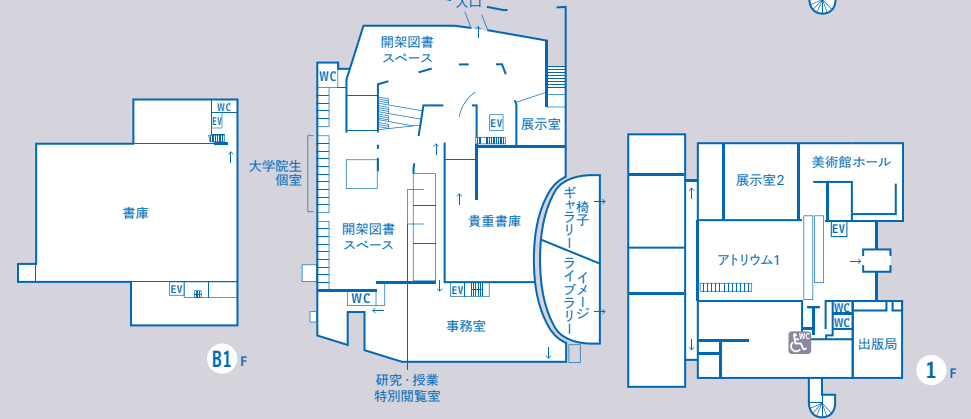 入口
開架図書
スペース
WC
EV
展示室
WC
EV
書庫
EV
B1 F
大学院生
個室
開架図書
スペース
貴重書庫
椅子
ギャラリー
イメージ
ライブラリー
WC
EV
事務室
研究・授業
特別閲覧室
美術館ホール
展示室2
EV
アトリウム1
WC
WC
WC
出版局
1 F